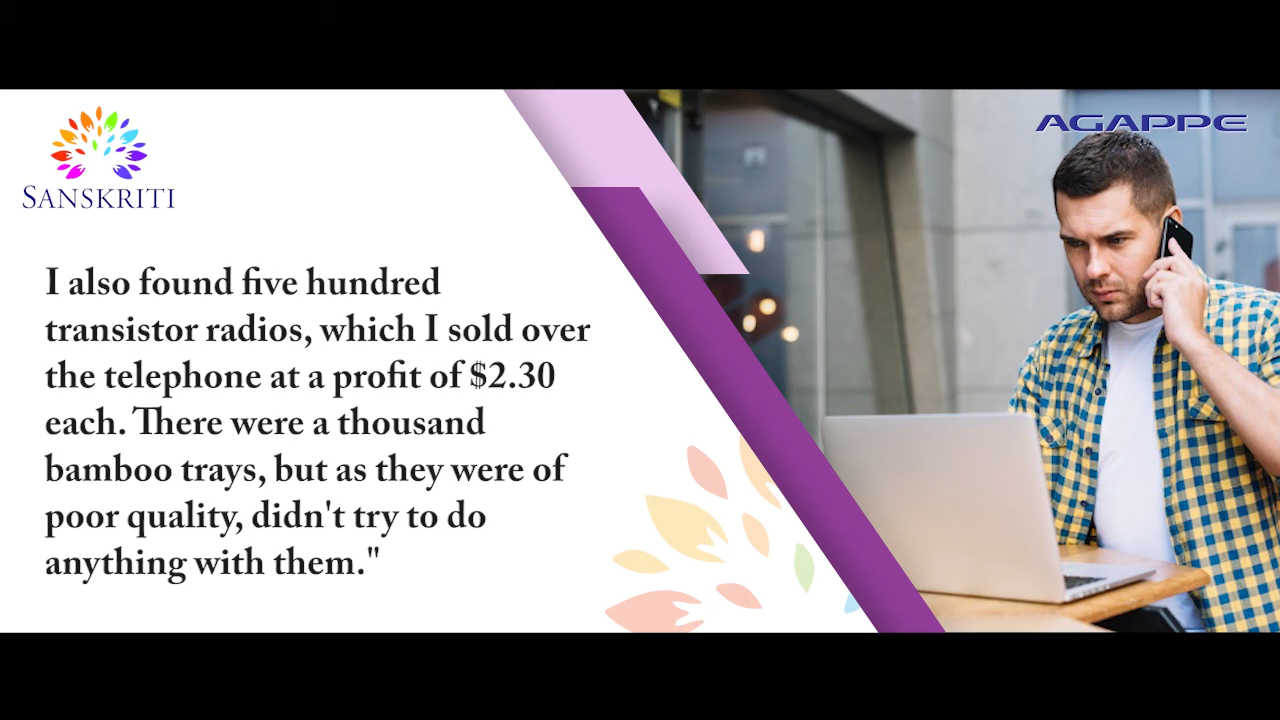 SANSKRITI
AGAPPE
I also found five hundred
transistor radios, which I sold over
the telephone at a profit of $2.30
each. There were a thousand
bamboo trays, but as they were of
poor quality, didn't try to do
anything with them."